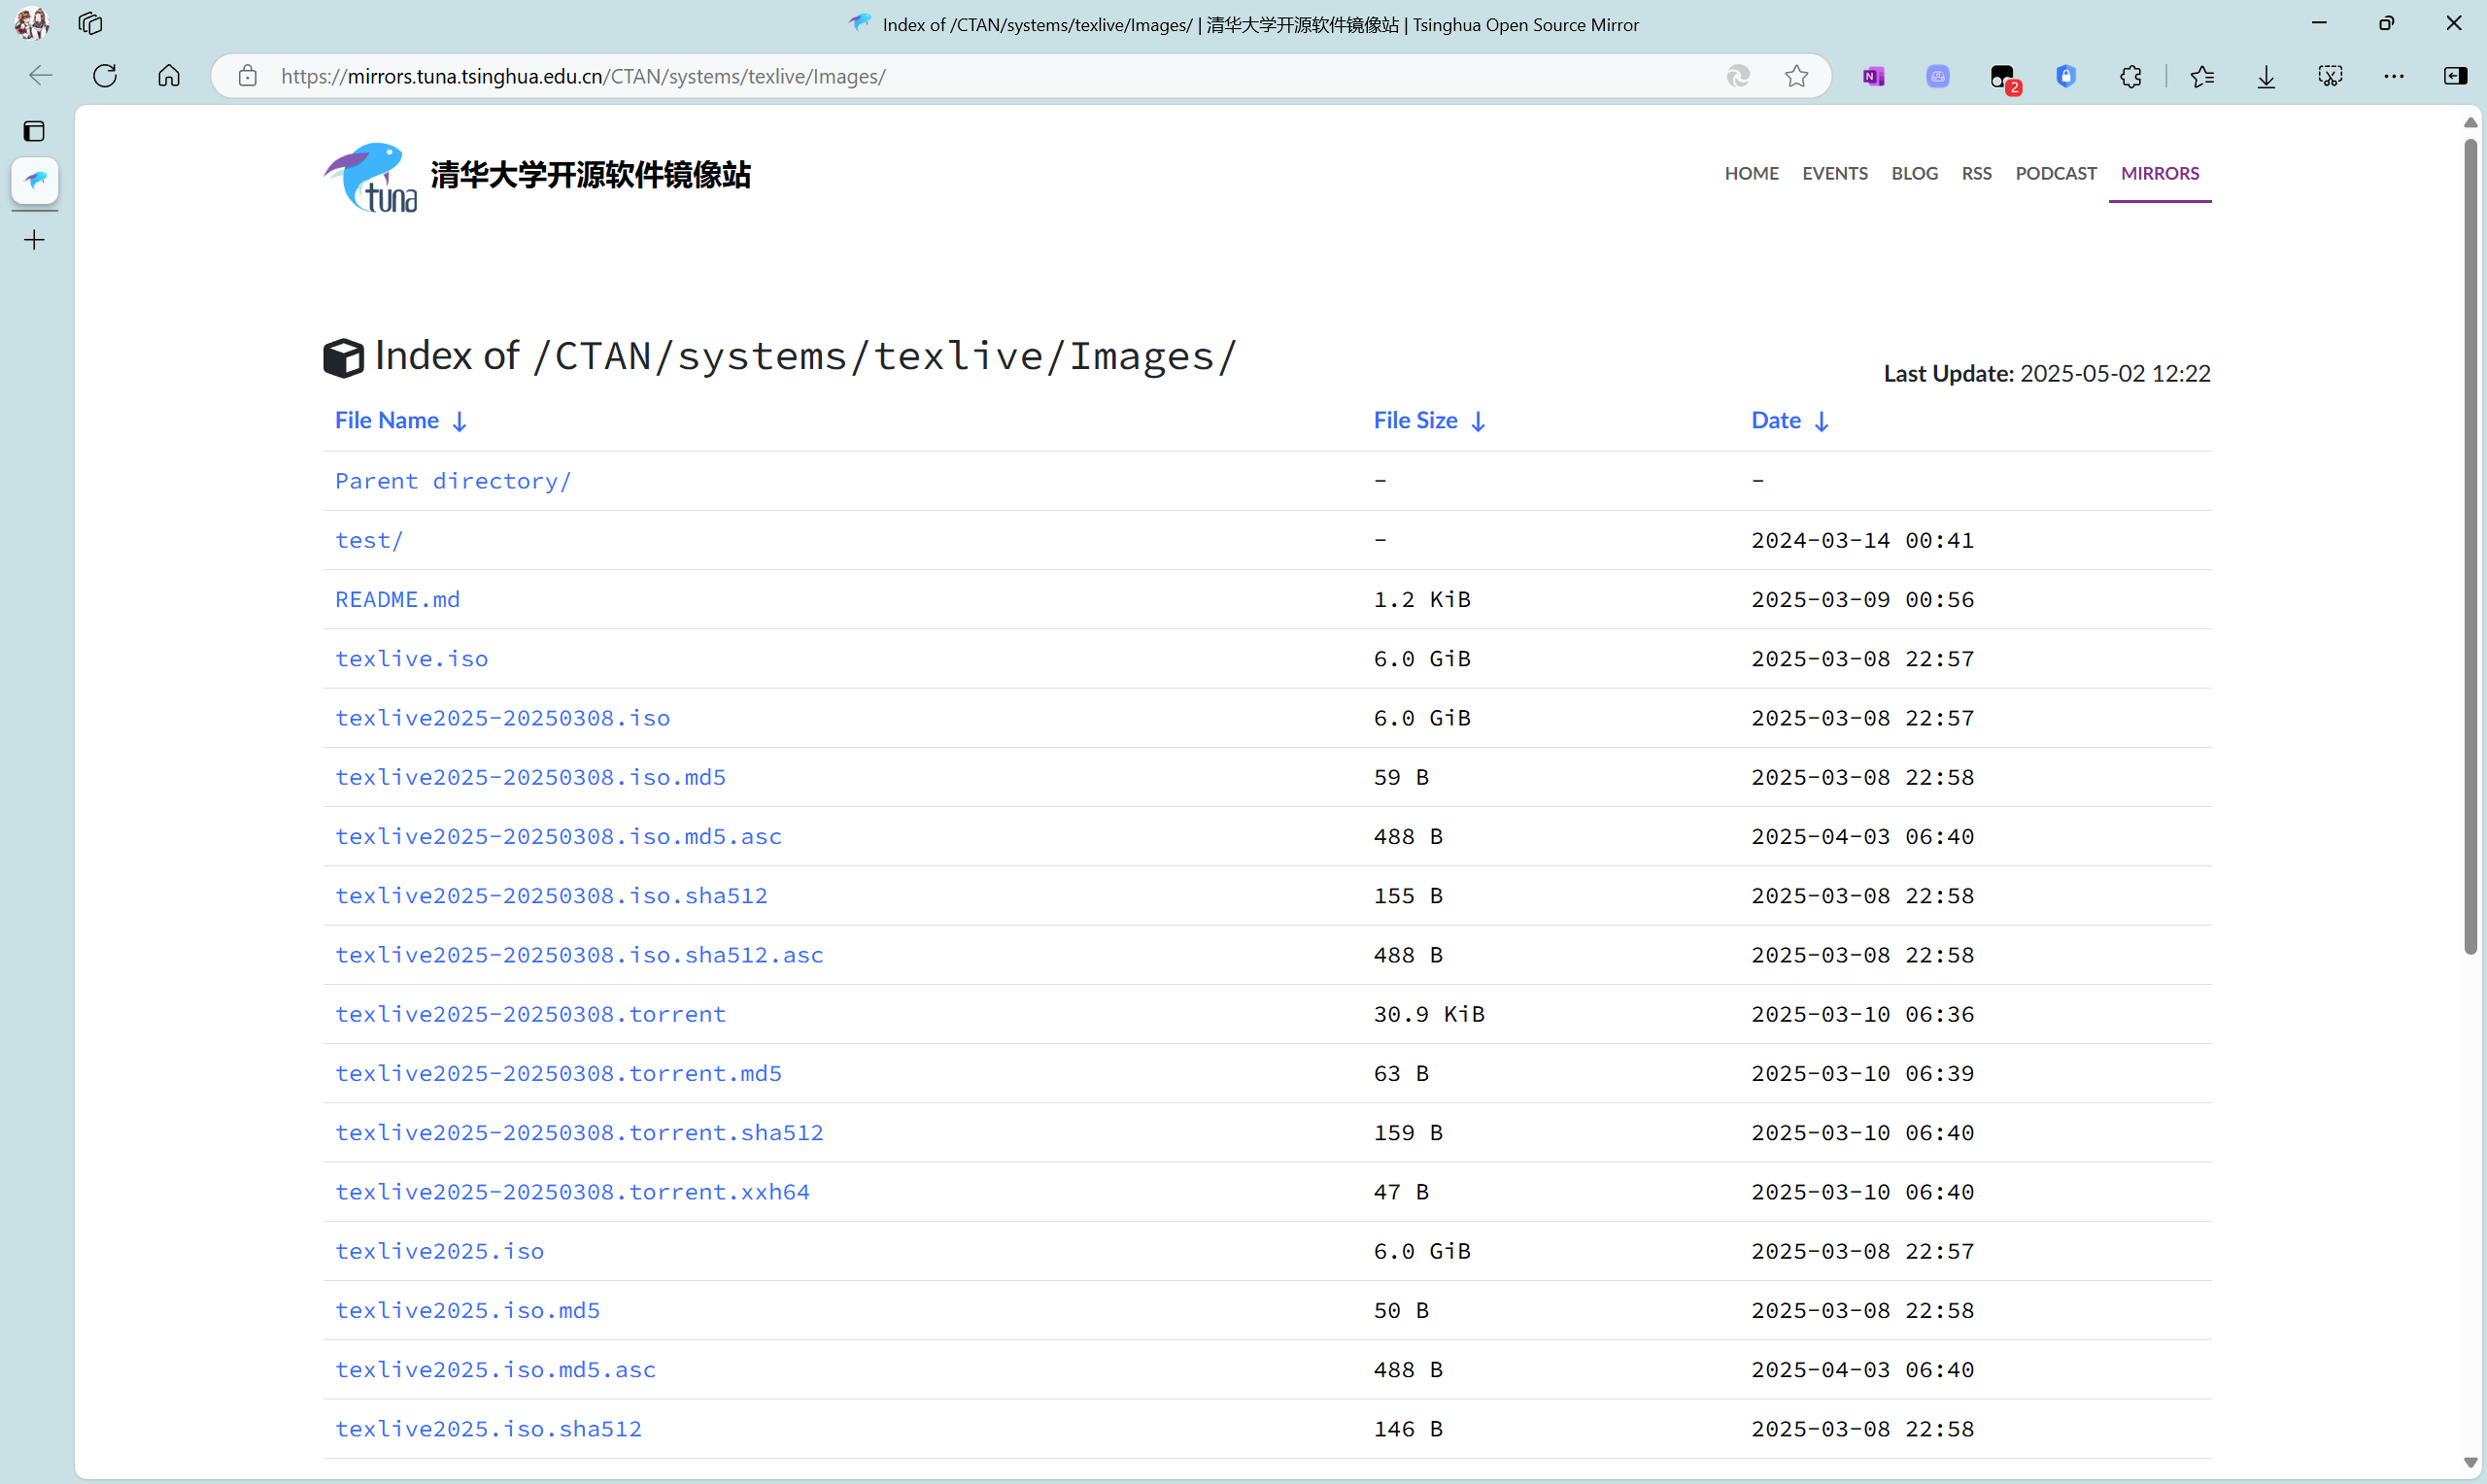 Index of /CTAN/systems/texlive/Images/ | 清华大学开源软件镜像站 | Tsinghua Open Source Mirror
https://mirrors.tuna.tsinghua.edu.cn/CTAN/systems/texlive/Images/
2
tuna 清华大学开源软件镜像站
HOME EVENTS BLOG RSS PODCAST MIRRORS
Index of /CTAN/systems/texlive/Images/
Last Update: 2025-05-02 12:22
File Name ↓ File Size ↓ Date ↓
Parent directory/ - -
test/ - 2024-03-14 00:41
README.md 1.2 KiB 2025-03-09 00:56
texlive.iso 6.0 GiB 2025-03-08 22:57
texlive2025-20250308.iso 6.0 GiB 2025-03-08 22:57
texlive2025-20250308.iso.md5 59 B 2025-03-08 22:58
texlive2025-20250308.iso.md5.asc 488 B 2025-04-03 06:40
texlive2025-20250308.iso.sha512 155 B 2025-03-08 22:58
texlive2025-20250308.iso.sha512.asc 488 B 2025-03-08 22:58
texlive2025-20250308.torrent 30.9 KiB 2025-03-10 06:36
texlive2025-20250308.torrent.md5 63 B 2025-03-10 06:39
texlive2025-20250308.torrent.sha512 159 B 2025-03-10 06:40
texlive2025-20250308.torrent.xxh64 47 B 2025-03-10 06:40
texlive2025.iso 6.0 GiB 2025-03-08 22:57
texlive2025.iso.md5 50 B 2025-03-08 22:58
texlive2025.iso.md5.asc 488 B 2025-04-03 06:40
texlive2025.iso.sha512 146 B 2025-03-08 22:58